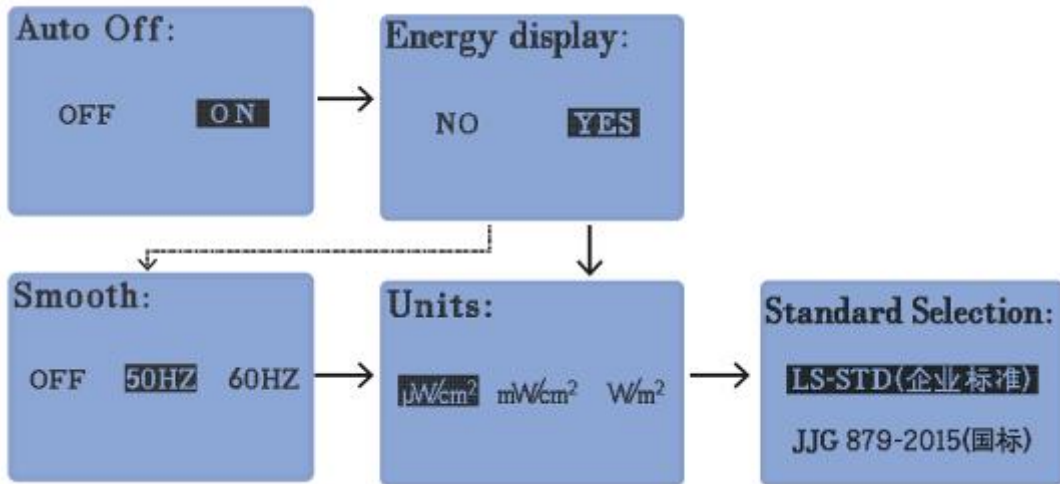 Auto Off:
OFF ON
Energy display:
NO YES
Smooth:
OFF 50HZ 60HZ
Units:
μW/cm² mW/cm² W/m²
Standard Selection:
LS-STD(企业标准)
JJG 879-2015(国标)